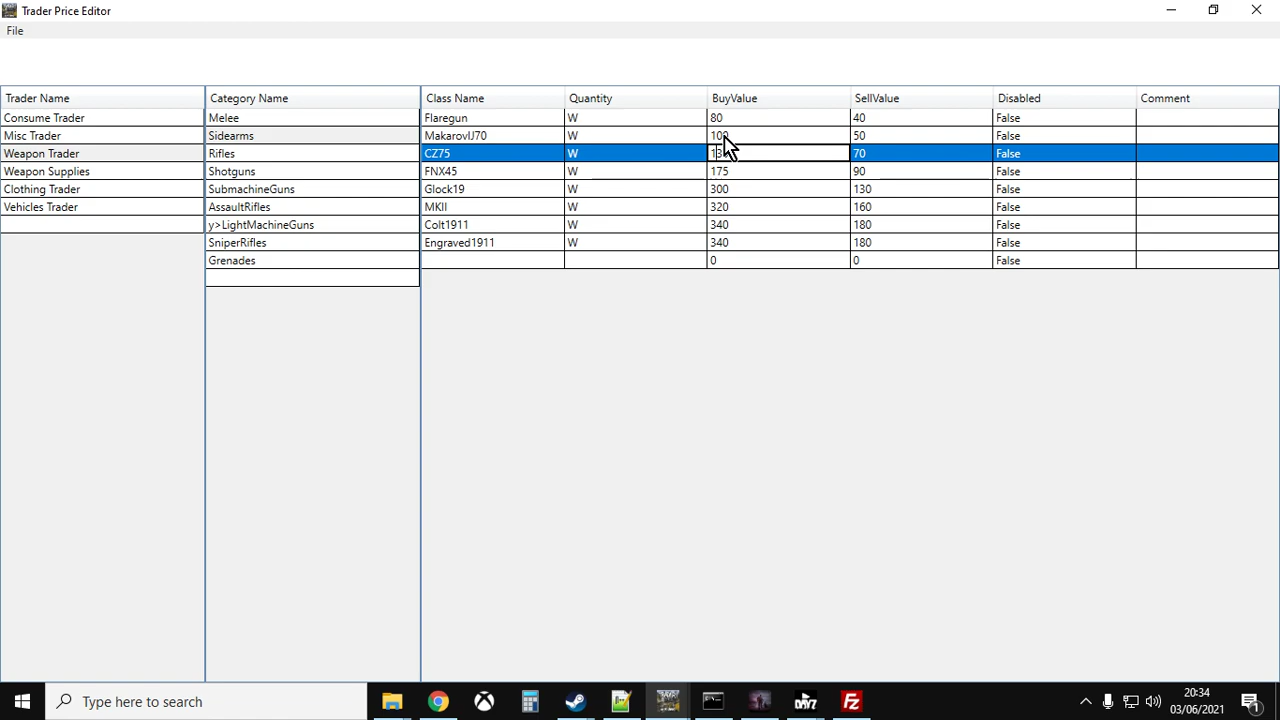 Trader Price Editor
File
Trader Name Category Name Class Name Quantity BuyValue SellValue Disabled Comment
Consume Trader Melee Flaregun W 80 40 False
Misc Trader Sidearms MakarovIJ70 W 100 50 False
Weapon Trader Rifles CZ75 W 70 False
Weapon Supplies Shotguns FNX45 W 175 90 False
Clothing Trader SubmachineGuns Glock19 W 300 130 False
Vehicles Trader AssaultRifles MKII W 320 160 False
y>LightMachineGuns Colt1911 W 340 180 False
SniperRifles Engraved1911 W 340 180 False
Grenades 0 0 False
Type here to search
DAYZ
20:34
03/06/2021
1